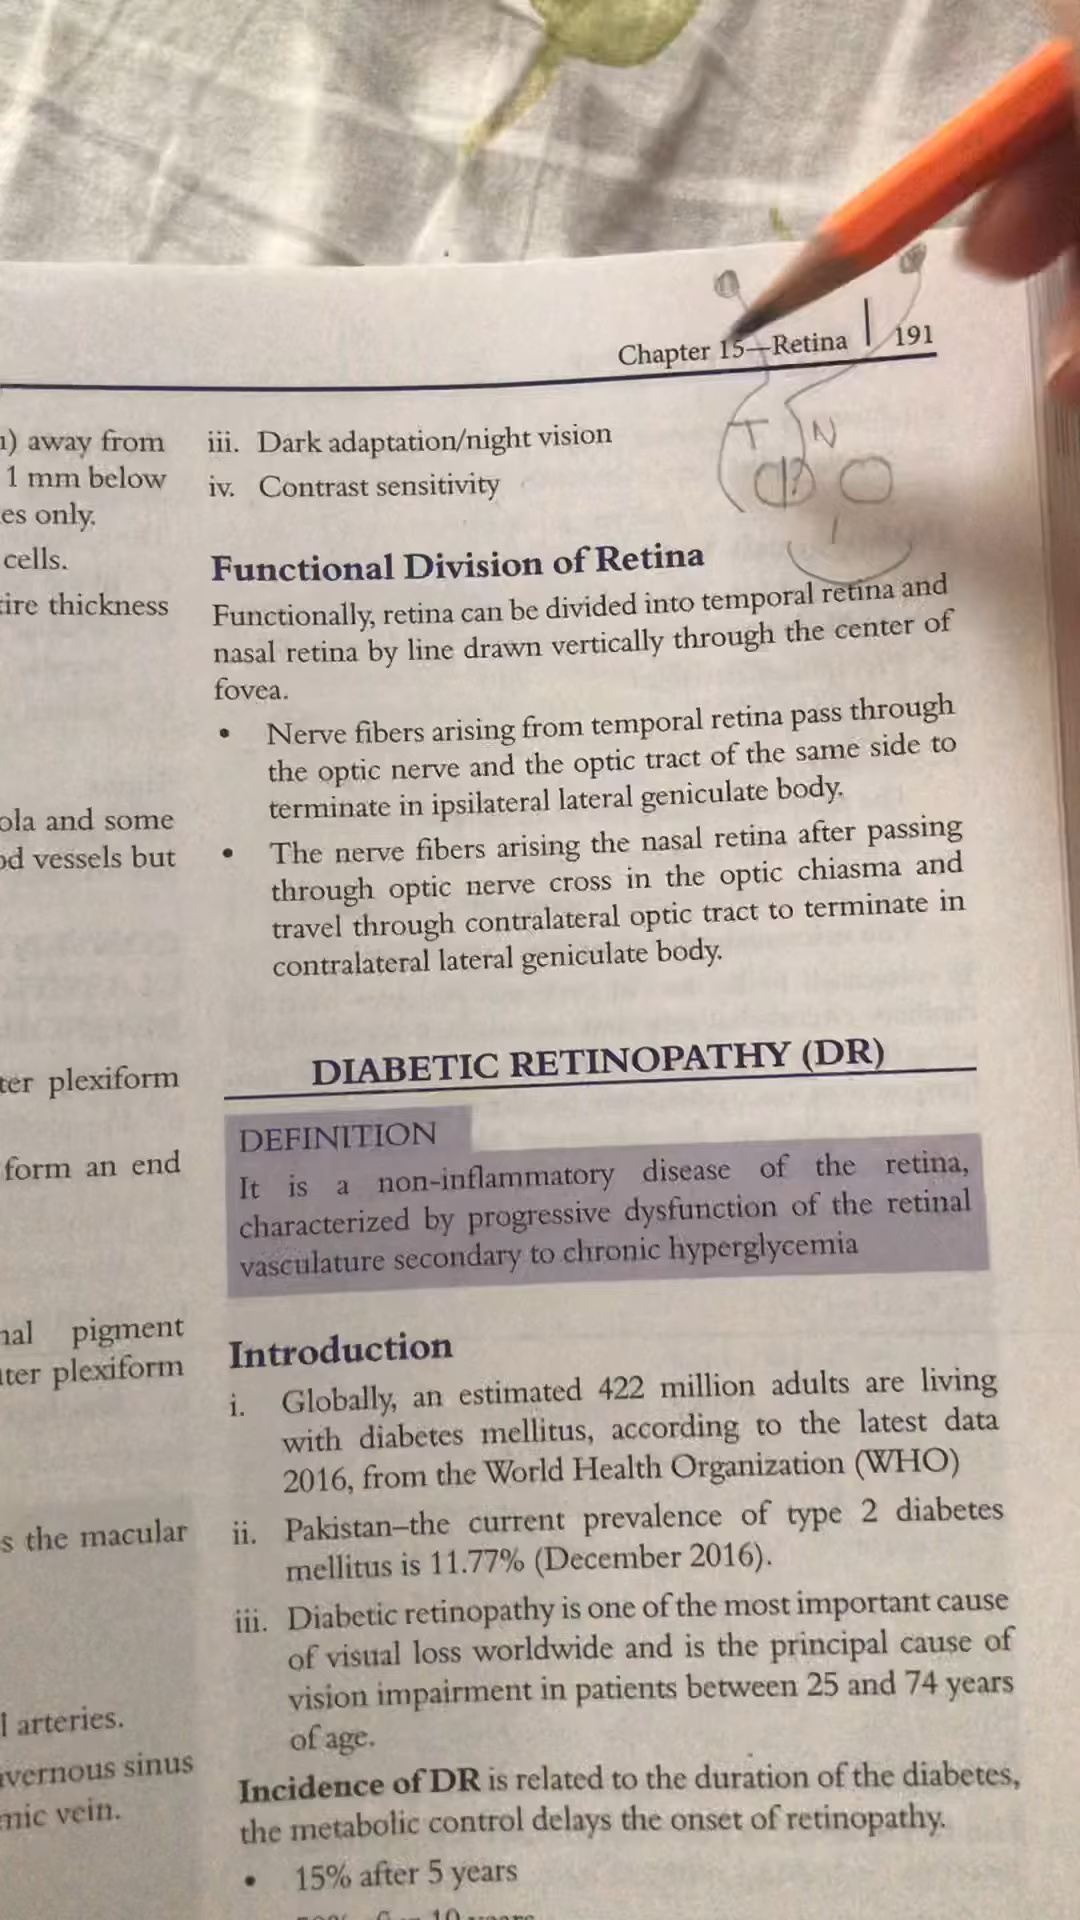 Chapter 15—Retina | 191
) away from
1 mm below
es only.
cells.
ire thickness
ola and some
od vessels but
ter plexiform
form an end
nal pigment
uter plexiform
s the macular
l arteries.
avernous sinus
mic vein.
iii. Dark adaptation/night vision
iv. Contrast sensitivity
T N
Functional Division of Retina
Functionally, retina can be divided into temporal retina and
nasal retina by line drawn vertically through the center of
fovea.
• Nerve fibers arising from temporal retina pass through
the optic nerve and the optic tract of the same side to
terminate in ipsilateral lateral geniculate body.
• The nerve fibers arising the nasal retina after passing
through optic nerve cross in the optic chiasma and
travel through contralateral optic tract to terminate in
contralateral lateral geniculate body.
DIABETIC RETINOPATHY (DR)
DEFINITION
It is a non-inflammatory disease of the retina,
characterized by progressive dysfunction of the retinal
vasculature secondary to chronic hyperglycemia
Introduction
i. Globally, an estimated 422 million adults are living
with diabetes mellitus, according to the latest data
2016, from the World Health Organization (WHO)
ii. Pakistan–the current prevalence of type 2 diabetes
mellitus is 11.77% (December 2016).
iii. Diabetic retinopathy is one of the most important cause
of visual loss worldwide and is the principal cause of
vision impairment in patients between 25 and 74 years
of age.
Incidence of DR is related to the duration of the diabetes,
the metabolic control delays the onset of retinopathy.
• 15% after 5 years